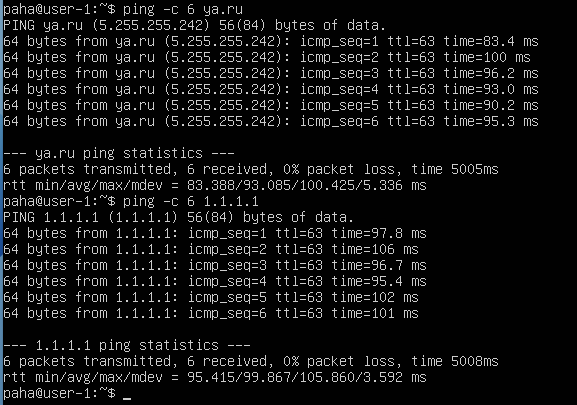 paha@user-1:~$ ping -c 6 ya.ru
PING ya.ru (5.255.255.242) 56(84) bytes of data.
64 bytes from ya.ru (5.255.255.242): icmp_seq=1 ttl=63 time=83.4 ms
64 bytes from ya.ru (5.255.255.242): icmp_seq=2 ttl=63 time=100 ms
64 bytes from ya.ru (5.255.255.242): icmp_seq=3 ttl=63 time=96.2 ms
64 bytes from ya.ru (5.255.255.242): icmp_seq=4 ttl=63 time=93.0 ms
64 bytes from ya.ru (5.255.255.242): icmp_seq=5 ttl=63 time=90.2 ms
64 bytes from ya.ru (5.255.255.242): icmp_seq=6 ttl=63 time=95.3 ms
--- ya.ru ping statistics ---
6 packets transmitted, 6 received, 0% packet loss, time 5005ms
rtt min/avg/max/mdev = 83.388/93.085/100.425/5.336 ms
paha@user-1:~$ ping -c 6 1.1.1.1
PING 1.1.1.1 (1.1.1.1) 56(84) bytes of data.
64 bytes from 1.1.1.1: icmp_seq=1 ttl=63 time=97.8 ms
64 bytes from 1.1.1.1: icmp_seq=2 ttl=63 time=106 ms
64 bytes from 1.1.1.1: icmp_seq=3 ttl=63 time=96.7 ms
64 bytes from 1.1.1.1: icmp_seq=4 ttl=63 time=95.4 ms
64 bytes from 1.1.1.1: icmp_seq=5 ttl=63 time=102 ms
64 bytes from 1.1.1.1: icmp_seq=6 ttl=63 time=101 ms
--- 1.1.1.1 ping statistics ---
6 packets transmitted, 6 received, 0% packet loss, time 5008ms
rtt min/avg/max/mdev = 95.415/99.867/105.860/3.592 ms
paha@user-1:~$ _